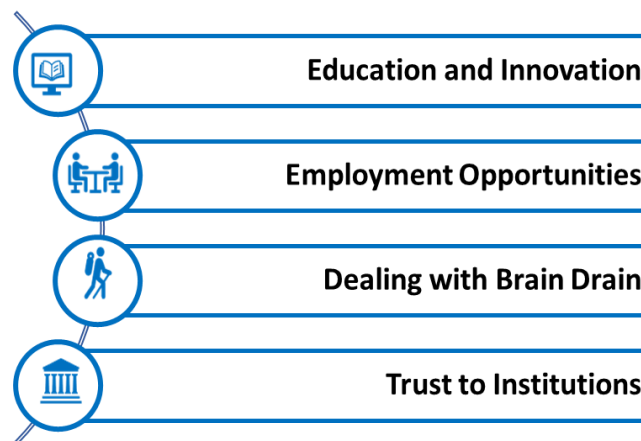 Education and Innovation
Employment Opportunities
Dealing with Brain Drain
Trust to Institutions